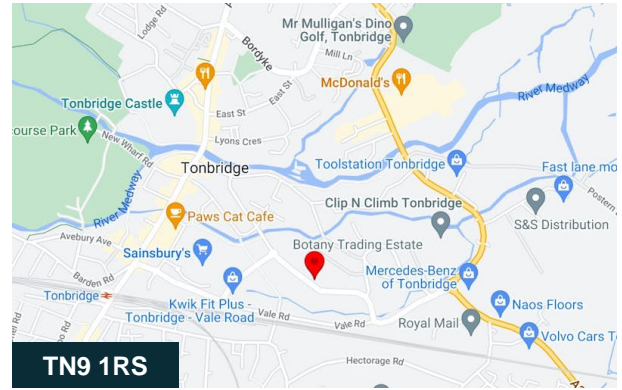 Lodge Rd
Mr Mulligan's Dino
Golf, Tonbridge
Bordyke
Mill Ln
McDonald's
East St
River Medway
Tonbridge Castle
East St
ourse Park
New Wharf Rd
Lyons Cres
Tonbridge
Toolstation Tonbridge
Fast lane mo
River Medway
Clip N Climb Tonbridge
Postern
Paws Cat Cafe
S&S Distribution
Avebury Ave
Botany Trading Estate
Sainsbury's
Mercedes-Benz
of Tonbridge
Barden Rd
Tonbridge
Kwik Fit Plus -
Tonbridge - Vale Road
Naos Floors
Vale Rd
Vale Rd
Royal Mail
Volvo Cars T
Hectorage Rd
TN9 1RS